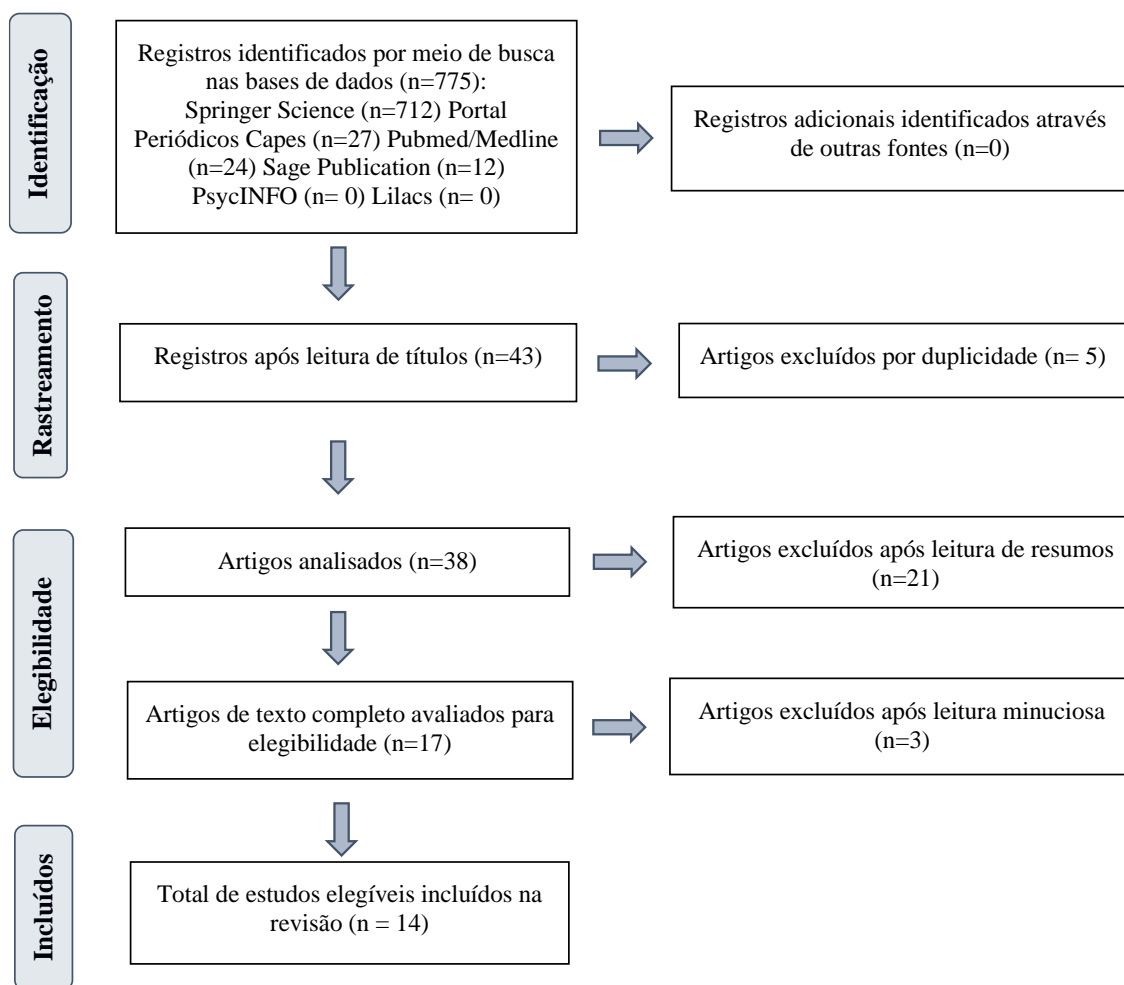 Identificação
Registros identificados por meio de busca
nas bases de dados (n=775):
Springer Science (n=712) Portal
Periódicos Capes (n=27) Pubmed/Medline
(n=24) Sage Publication (n=12)
PsycINFO (n= 0) Lilacs (n= 0)
Registros adicionais identificados através
de outras fontes (n=0)
Rastreamento
Registros após leitura de títulos (n=43)
Artigos excluídos por duplicidade (n= 5)
Elegibilidade
Artigos analisados (n=38)
Artigos excluídos após leitura de resumos
(n=21)
Artigos de texto completo avaliados para
elegibilidade (n=17)
Artigos excluídos após leitura minuciosa
(n=3)
Incluídos
Total de estudos elegíveis incluídos na
revisão (n = 14)